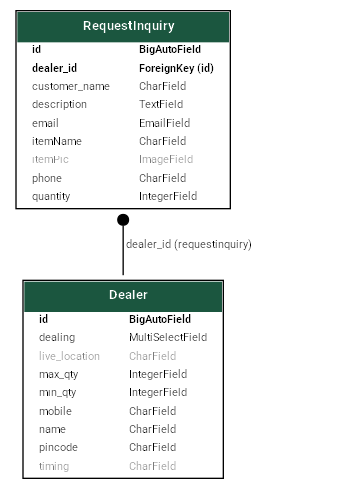 RequestInquiry
id BigAutoField
dealer_id ForeignKey (id)
customer_name CharField
description TextField
email EmailField
itemName CharField
itemPic ImageField
phone CharField
quantity IntegerField
dealer_id (requestinquiry)
Dealer
id BigAutoField
dealing MultiSelectField
live_location CharField
max_qty IntegerField
min_qty IntegerField
mobile CharField
name CharField
pincode CharField
timing CharField